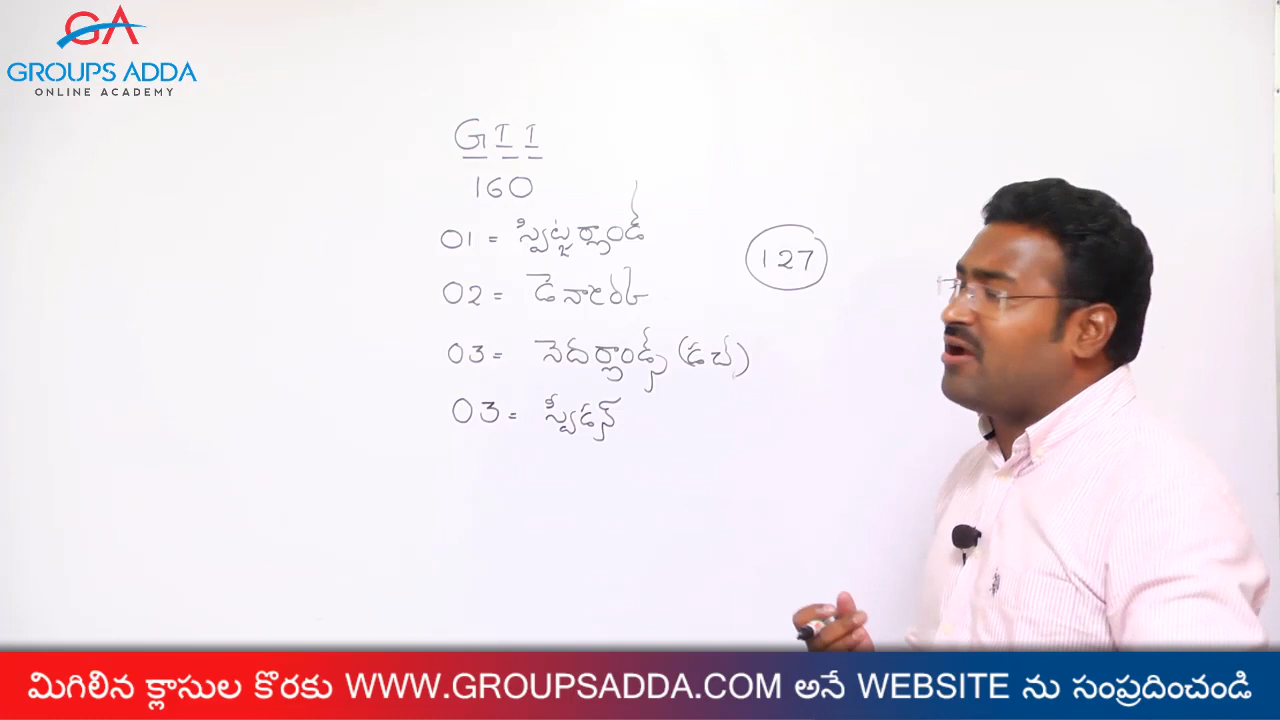 GA
GROUPS ADDA
ONLINE ACADEMY
GII
160
01 = స్విట్జర్లాండ్
127
02 = డెన్మార్క్
03 = నెదర్లాండ్స్ (డచ్)
03 = స్వీడన్
మిగిలిన క్లాసుల కొరకు WWW.GROUPSADDA.COM అనే WEBSITE ను సంప్రదించండి